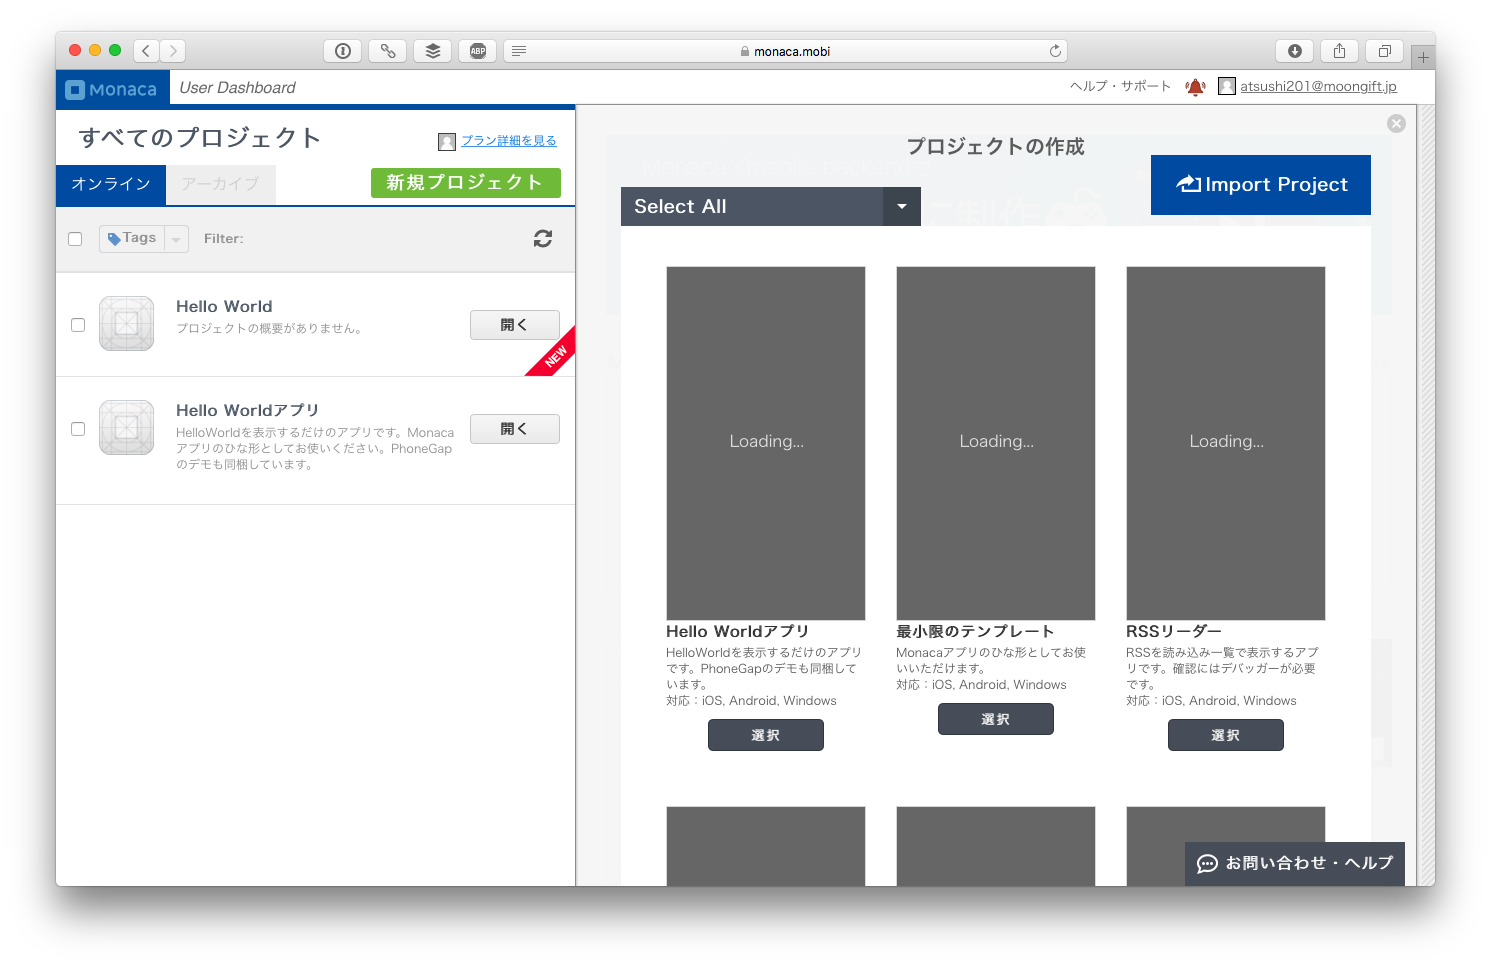 ABP
monaca.mobi
Monaca
User Dashboard
ヘルプ・サポート
atsushi201@moongift.jp
すべてのプロジェクト
プラン詳細を見る
オンライン
アーカイブ
新規プロジェクト
Tags
Filter:
Hello World
プロジェクトの概要がありません。
開く
NEW
Hello Worldアプリ
HelloWorldを表示するだけのアプリです。Monaca
アプリのひな形としてお使いください。PhoneGap
のデモも同梱しています。
開く
プロジェクトの作成
Import Project
Select All
に制作
Loading...
Loading...
Loading...
Hello Worldアプリ
HelloWorldを表示するだけのアプリ
です。PhoneGapのデモも同梱して
います。
対応：iOS, Android, Windows
選択
最小限のテンプレート
Monacaアプリのひな形としてお使
いいただけます。
対応：iOS, Android, Windows
選択
RSSリーダー
RSSを読み込み一覧で表示するアプ
リです。確認にはデバッガーが必要
です。
対応：iOS, Android, Windows
選択
お問い合わせ・ヘルプ